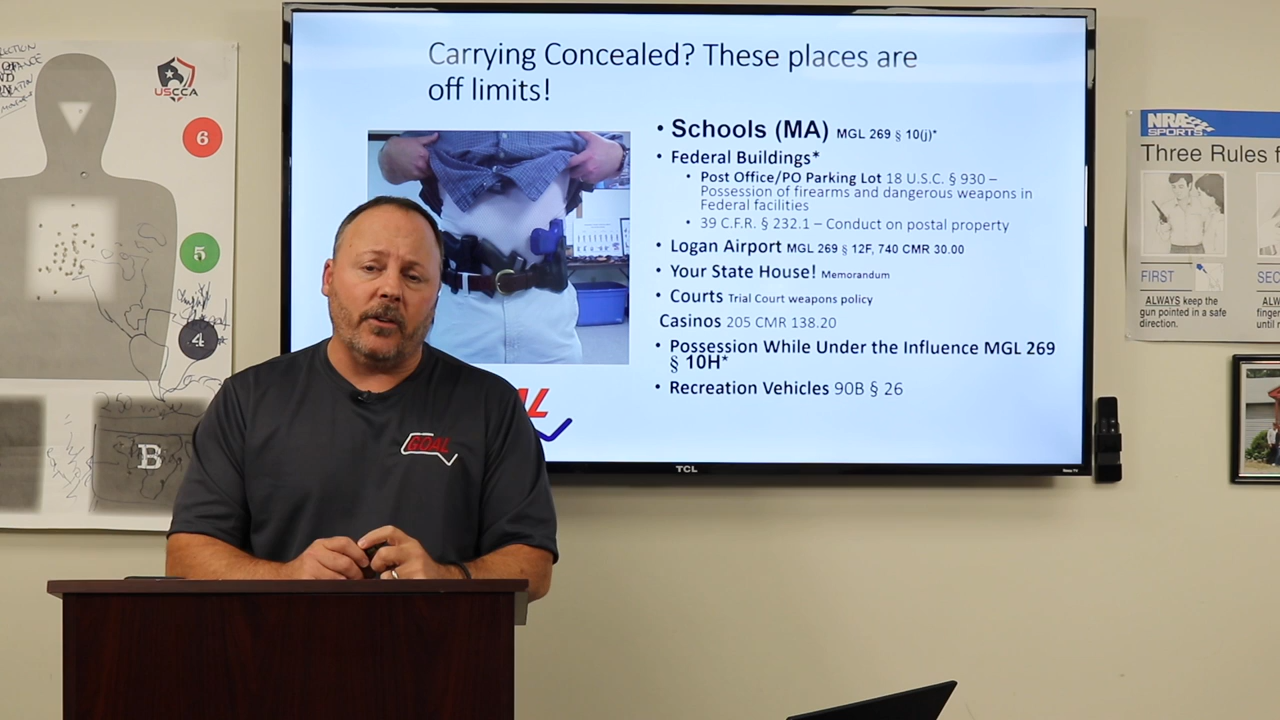 Carrying Concealed? These places are
off limits!
• Schools (MA) MGL 269 § 10(j)*
• Federal Buildings*
• Post Office/PO Parking Lot 18 U.S.C. § 930 –
Possession of firearms and dangerous weapons in
Federal facilities
• 39 C.F.R. § 232.1 – Conduct on postal property
• Logan Airport MGL 269 § 12F, 740 CMR 30.00
• Your State House! Memorandum
• Courts Trial Court weapons policy
Casinos 205 CMR 138.20
• Possession While Under the Influence MGL 269
§ 10H*
• Recreation Vehicles 90B § 26
TCL
USCCA
6
5
4
B
GOAL
NRA
SPORTS
Three Rules f
FIRST
SEC
ALWAYS keep the
gun pointed in a safe
direction.
ALW
finger
until